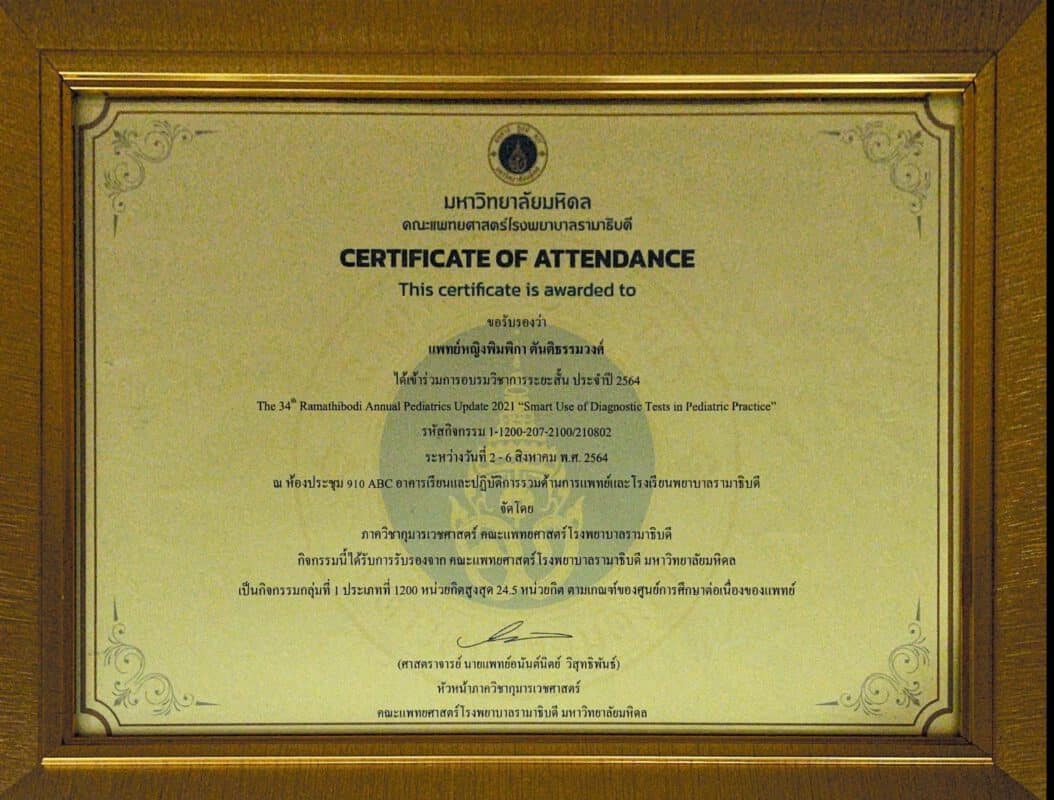 มหาวิทยาลัยมหิดล
คณะแพทยศาสตร์โรงพยาบาลรามาธิบดี
CERTIFICATE OF ATTENDANCE
This certificate is awarded to
ขอรับรองว่า
แพทย์หญิงพิมพิกา ตันติธรรมวงศ์
ได้เข้าร่วมการอบรมวิชาการระยะสั้น ประจำปี 2564
The 34th Ramathibodi Annual Pediatrics Update 2021 “Smart Use of Diagnostic Tests in Pediatric Practice”
รหัสกิจกรรม 1-1200-207-2100/210802
ระหว่างวันที่ 2 - 6 สิงหาคม พ.ศ. 2564
ณ ห้องประชุม 910 ABC อาคารเรียนและปฏิบัติการรวมด้านการแพทย์และโรงเรียนพยาบาลรามาธิบดี
จัดโดย
ภาควิชากุมารเวชศาสตร์ คณะแพทยศาสตร์โรงพยาบาลรามาธิบดี
กิจกรรมนี้ได้รับการรับรองจาก คณะแพทยศาสตร์โรงพยาบาลรามาธิบดี มหาวิทยาลัยมหิดล
เป็นกิจกรรมกลุ่มที่ 1 ประเภทที่ 1200 หน่วยกิตสูงสุด 24.5 หน่วยกิต ตามเกณฑ์ของศูนย์การศึกษาต่อเนื่องของแพทย์
(ศาสตราจารย์ นายแพทย์อนันต์นิตย์ วิสุทธิพันธ์)
หัวหน้าภาควิชากุมารเวชศาสตร์
คณะแพทยศาสตร์โรงพยาบาลรามาธิบดี มหาวิทยาลัยมหิดล